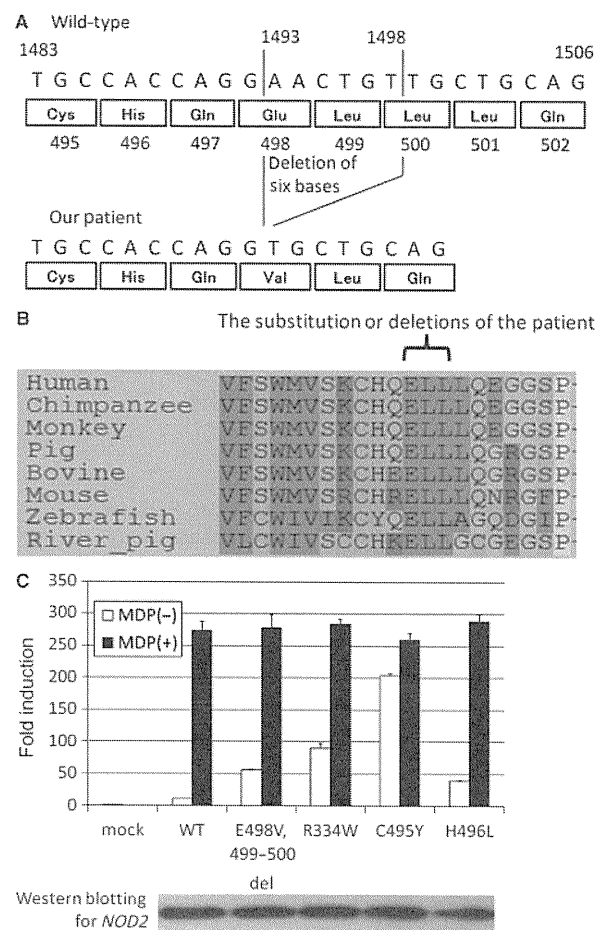 A Wild-type
1493 1498
1483 1506
T G C C A C C A G G A A C T G T T G C T G C A G
Cys His Gln Glu Leu Leu Leu Gln
495 496 497 498 499 500 501 502
Deletion of
six bases
Our patient
T G C C A C C A G G T G C T G C A G
Cys His Gln Val Leu Gln
B
The substitution or deletions of the patient
Human VFSWMVSKCHQELLLQEGGSP-
Chimpanzee VFSWMVSKCHQELLLQEGGSP-
Monkey VFSWMVSKCHQELLLQEGGSP-
Pig VFSWMVSKCHQELLLQGRGSP-
Bovine VFSWMVSKCHEELLLQGRGSP-
Mouse VFSWMVSRCHRELLLQNRGFP-
Zebrafish VFCWIVIKCYQELLAGQDGIP-
River_pig VLCWIVSCCHKELLGCGEGSP-
C
350
300
250
200
150
100
50
0
Fold induction
MDP(−)
MDP(+)
mock WT E498V, R334W C495Y H496L
499–500
del
Western blotting
for NOD2